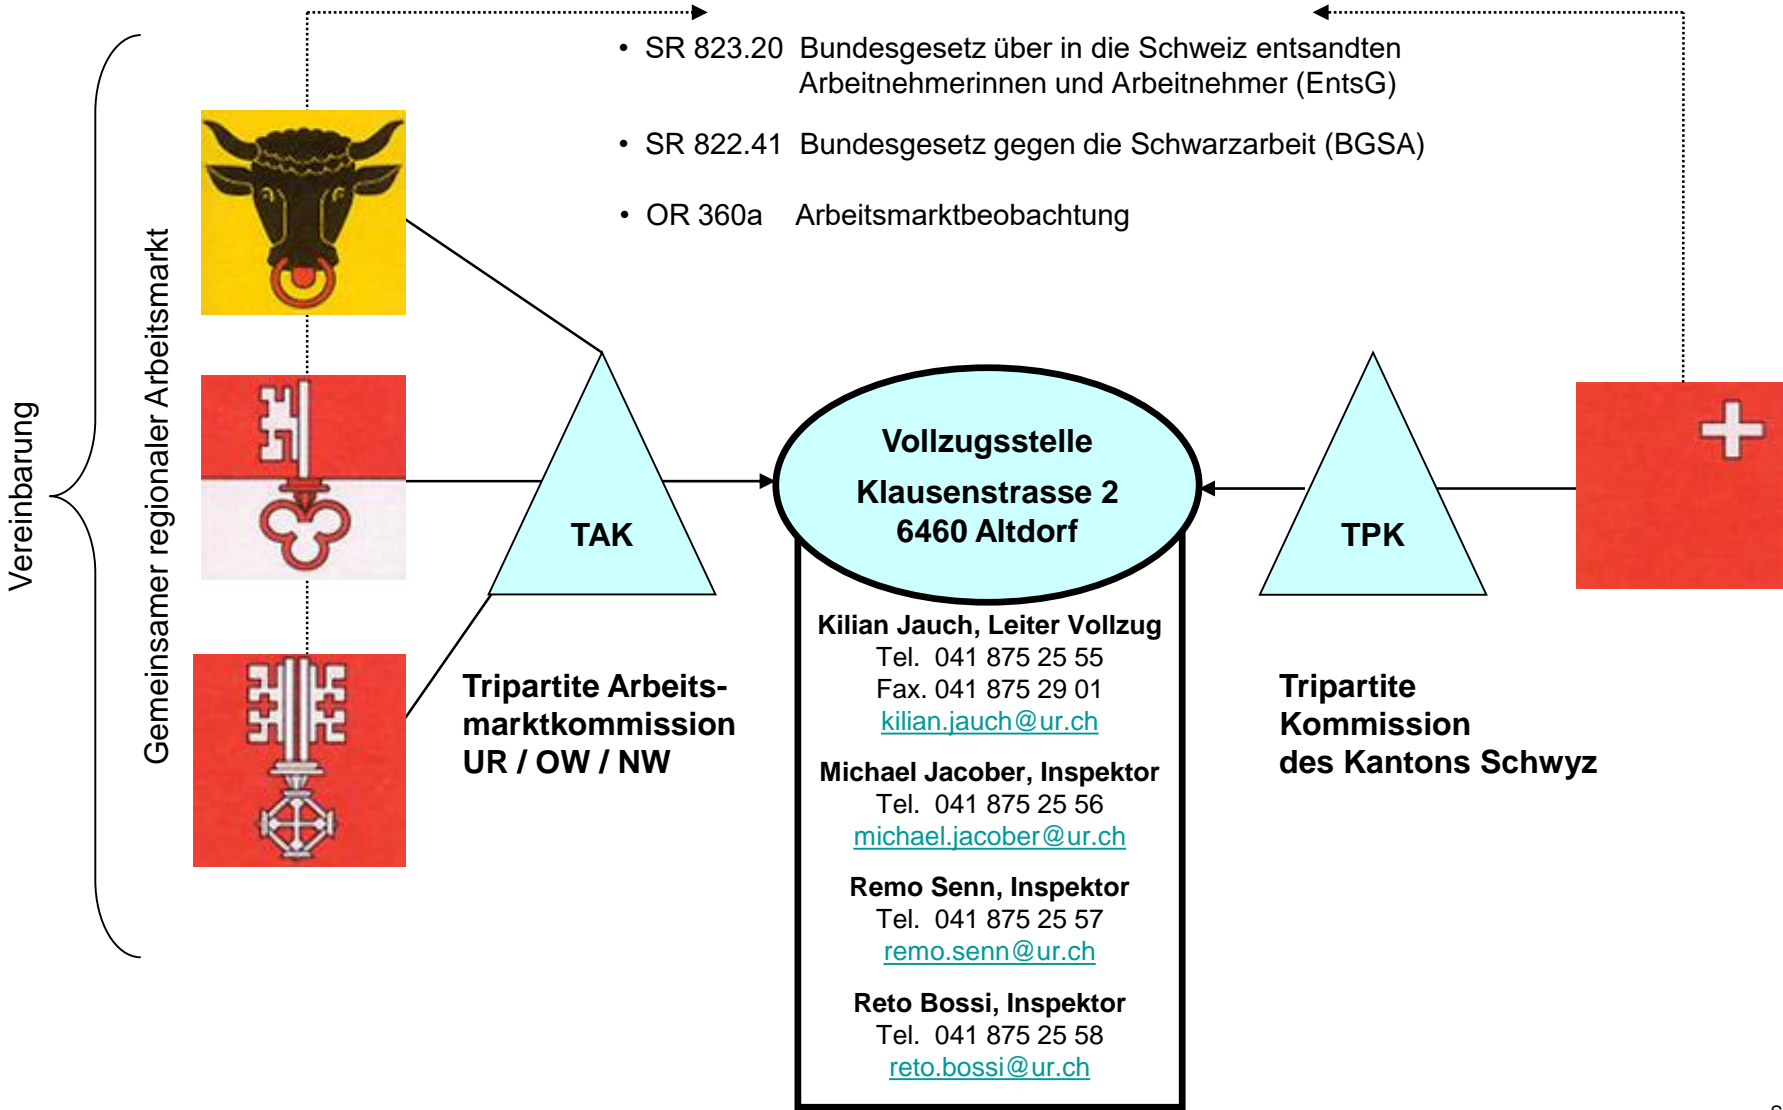 • SR 823.20 Bundesgesetz über in die Schweiz entsandten
Arbeitnehmerinnen und Arbeitnehmer (EntsG)
• SR 822.41 Bundesgesetz gegen die Schwarzarbeit (BGSA)
• OR 360a Arbeitsmarktbeobachtung
Vereinbarung
Gemeinsamer regionaler Arbeitsmarkt
TAK
Tripartite Arbeits-
marktkommission
UR / OW / NW
Vollzugsstelle
Klausenstrasse 2
6460 Altdorf
Kilian Jauch, Leiter Vollzug
Tel. 041 875 25 55
Fax. 041 875 29 01
kilian.jauch@ur.ch
Michael Jacober, Inspektor
Tel. 041 875 25 56
michael.jacober@ur.ch
Remo Senn, Inspektor
Tel. 041 875 25 57
remo.senn@ur.ch
Reto Bossi, Inspektor
Tel. 041 875 25 58
reto.bossi@ur.ch
TPK
Tripartite
Kommission
des Kantons Schwyz